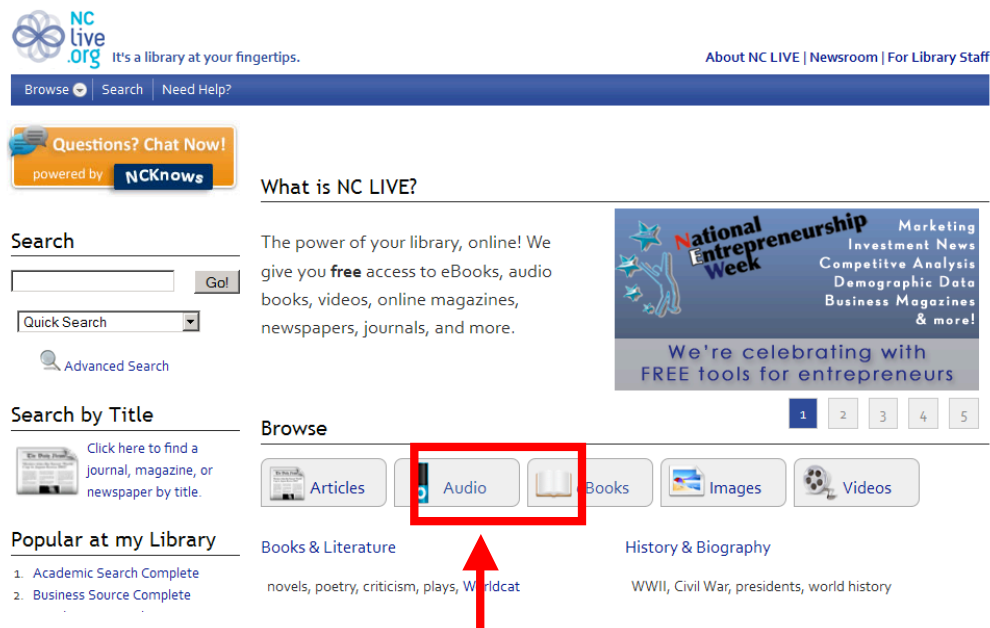 NC
live
.org It's a library at your fingertips.
About NC LIVE | Newsroom | For Library Staff
Browse Search Need Help?
Questions? Chat Now!
powered by NCKnows
What is NC LIVE?
Search
Go!
Quick Search
Advanced Search
The power of your library, online! We
give you free access to eBooks, audio
books, videos, online magazines,
newspapers, journals, and more.
National
Entrepreneurship
Week
Marketing
Investment News
Competitve Analysis
Demographic Data
Business Magazines
& more!
We're celebrating with
FREE tools for entrepreneurs
1 2 3 4 5
Search by Title
Click here to find a
journal, magazine, or
newspaper by title.
Browse
Articles Audio eBooks Images Videos
Popular at my Library
1. Academic Search Complete
2. Business Source Complete
Books & Literature
novels, poetry, criticism, plays, Worldcat
History & Biography
WWII, Civil War, presidents, world history